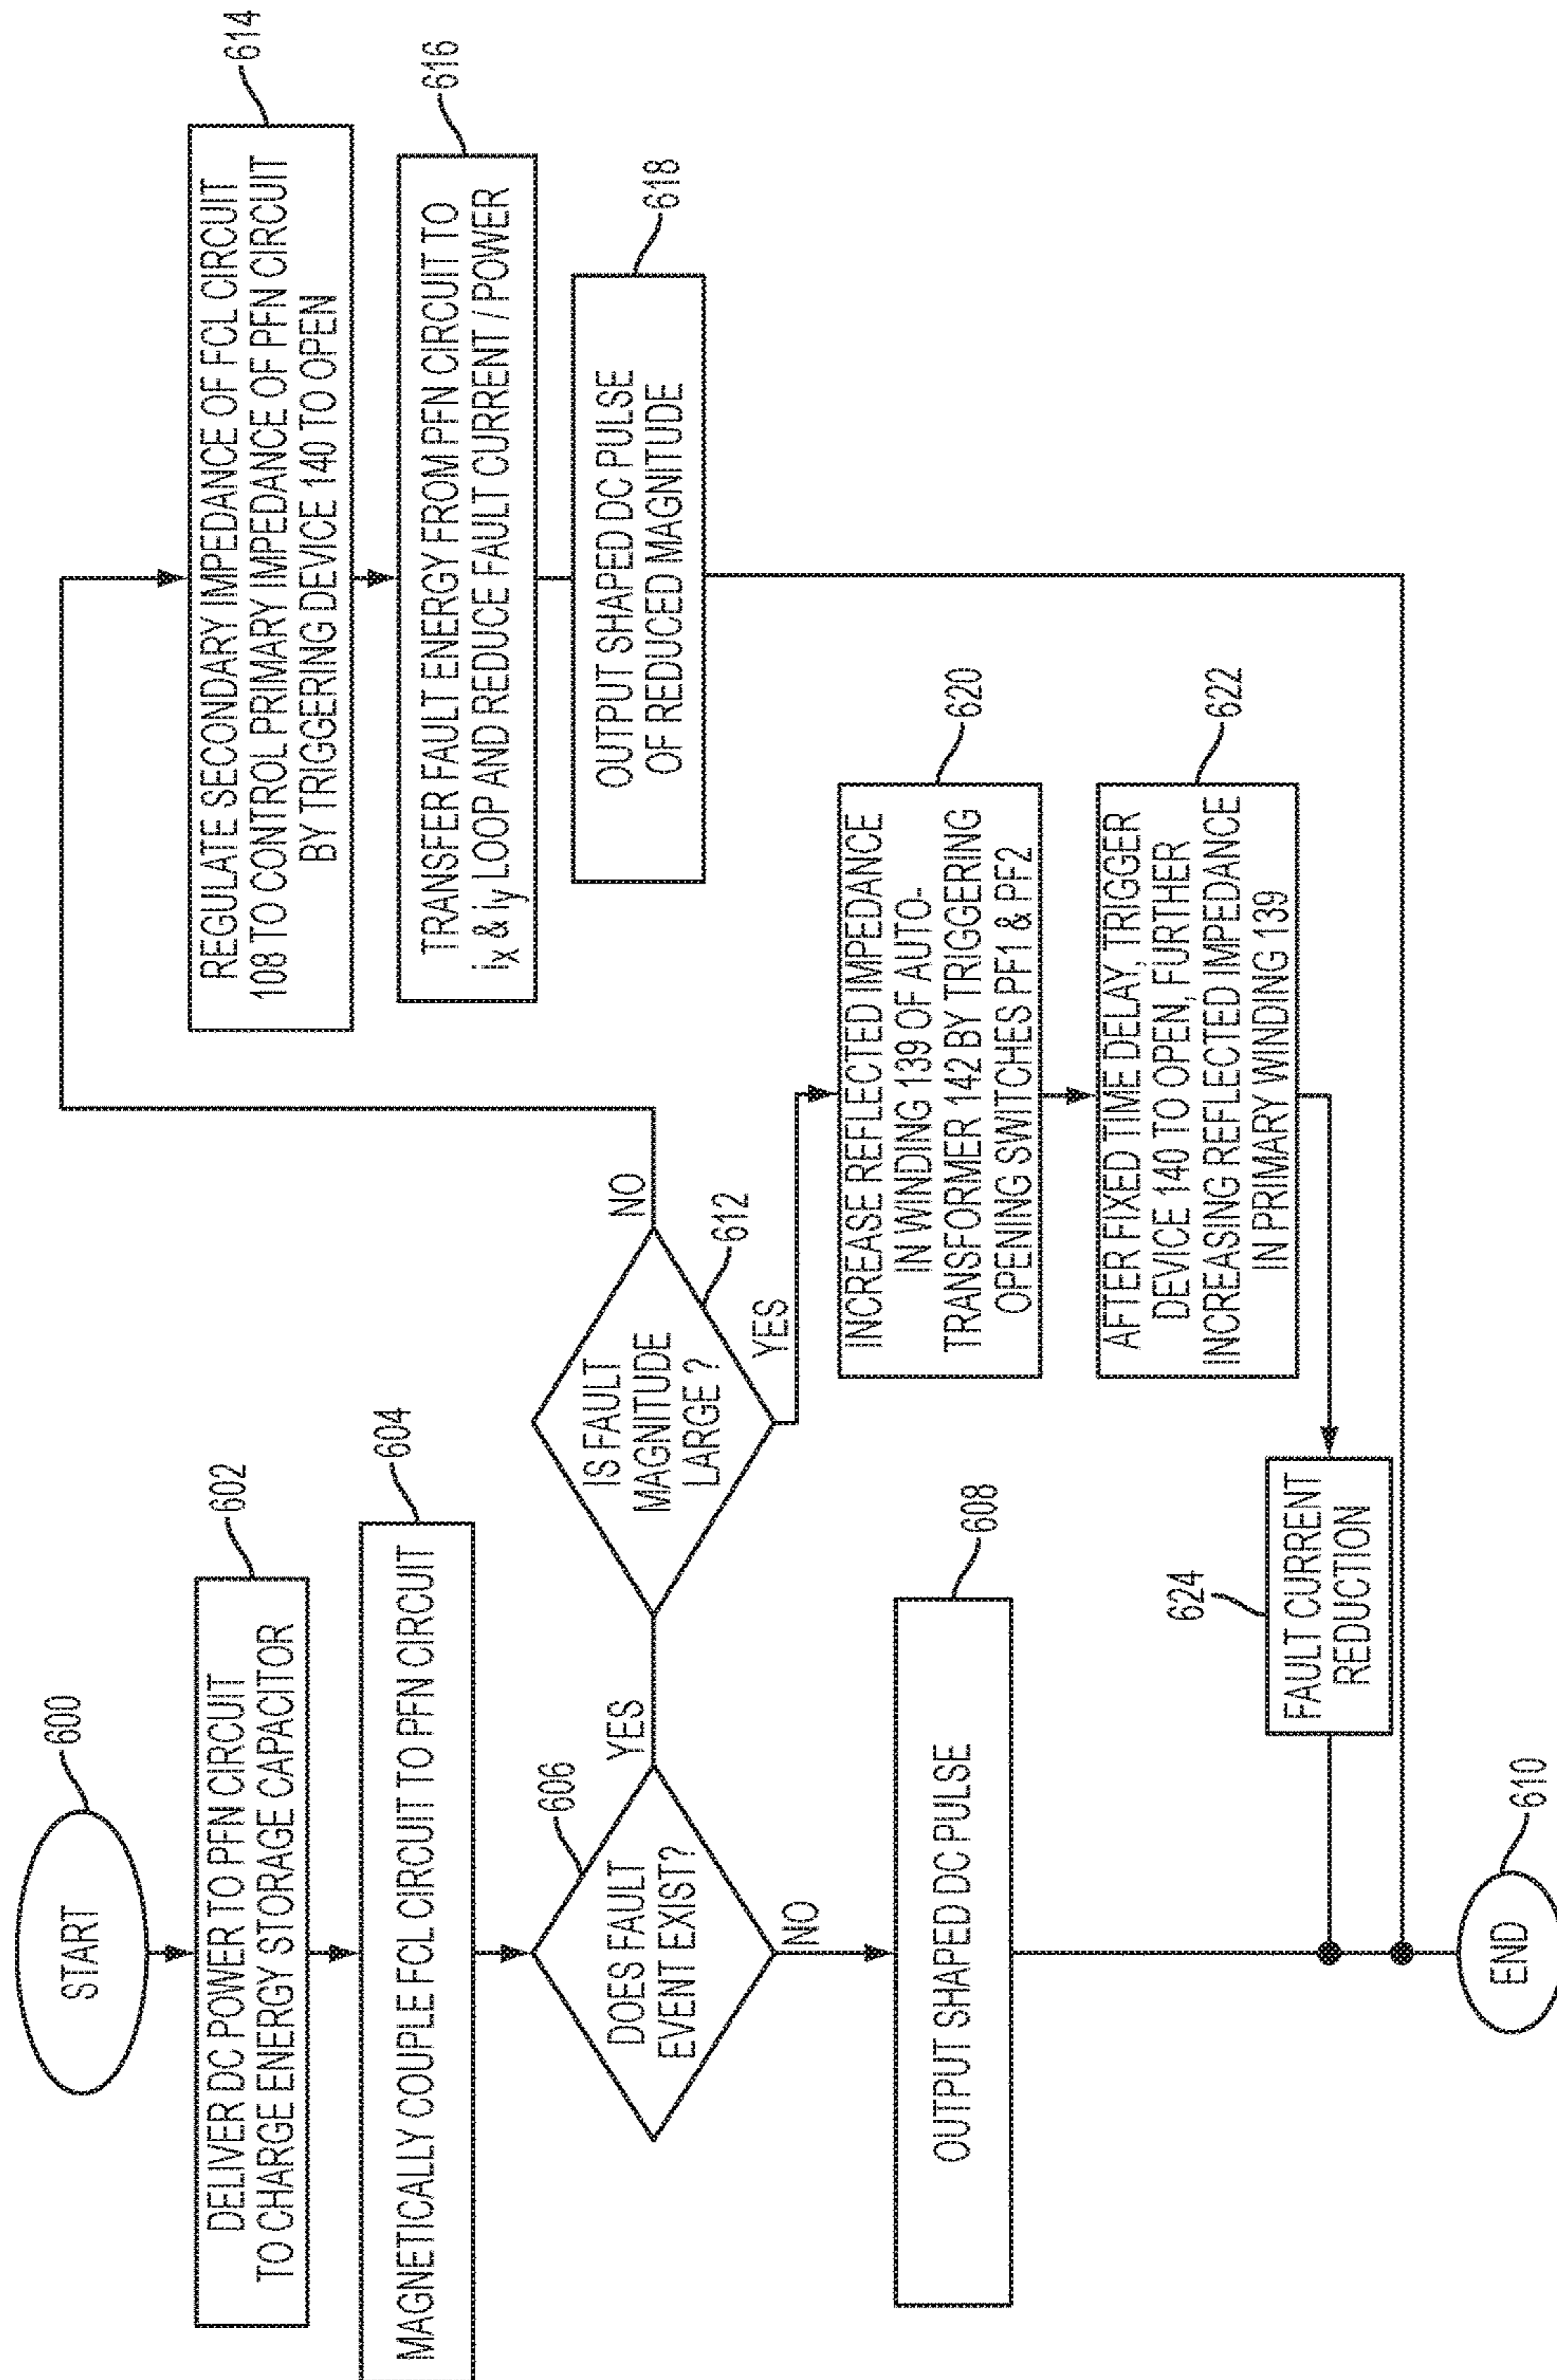 START
600
DELIVER DC POWER TO PFN CIRCUIT
TO CHARGE ENERGY STORAGE CAPACITOR
602
MAGNETICALLY COUPLE FCL CIRCUIT TO PFN CIRCUIT
604
DOES FAULT
EVENT EXIST?
606
YES
NO
OUTPUT SHAPED DC PULSE
608
END
610
IS FAULT
MAGNITUDE
LARGE ?
612
NO
YES
REGULATE SECONDARY IMPEDANCE OF FCL CIRCUIT
108 TO CONTROL PRIMARY IMPEDANCE OF PFN CIRCUIT
BY TRIGGERING DEVICE 140 TO OPEN
614
TRANSFER FAULT ENERGY FROM PFN CIRCUIT TO
ix & iy LOOP AND REDUCE FAULT CURRENT / POWER
616
OUTPUT SHAPED DC PULSE
OF REDUCED MAGNITUDE
618
INCREASE REFLECTED IMPEDANCE
IN WINDING 139 OF AUTO-
TRANSFORMER 142 BY TRIGGERING
OPENING SWITCHES PF1 & PF2
620
AFTER FIXED TIME DELAY, TRIGGER
DEVICE 140 TO OPEN, FURTHER
INCREASING REFLECTED IMPEDANCE
IN PRIMARY WINDING 139
622
624
FAULT CURRENT
REDUCTION